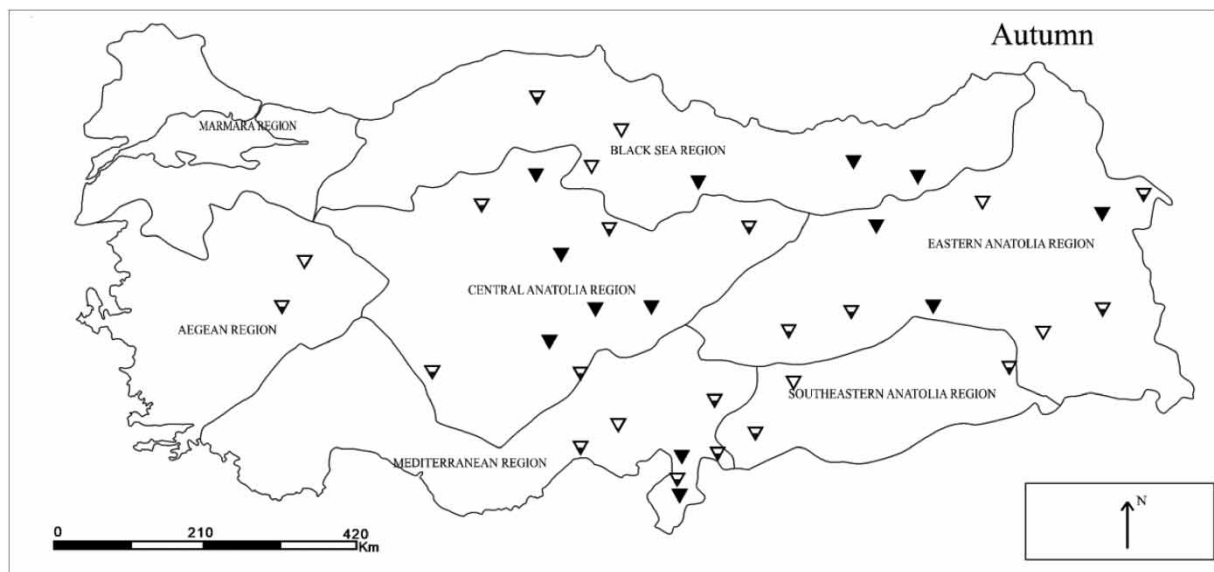 Autumn
MARMARA REGION
BLACK SEA REGION
EASTERN ANATOLIA REGION
CENTRAL ANATOLIA REGION
AEGEAN REGION
SOUTHEASTERN ANATOLIA REGION
MEDITERRANEAN REGION
N
0 210 420
Km